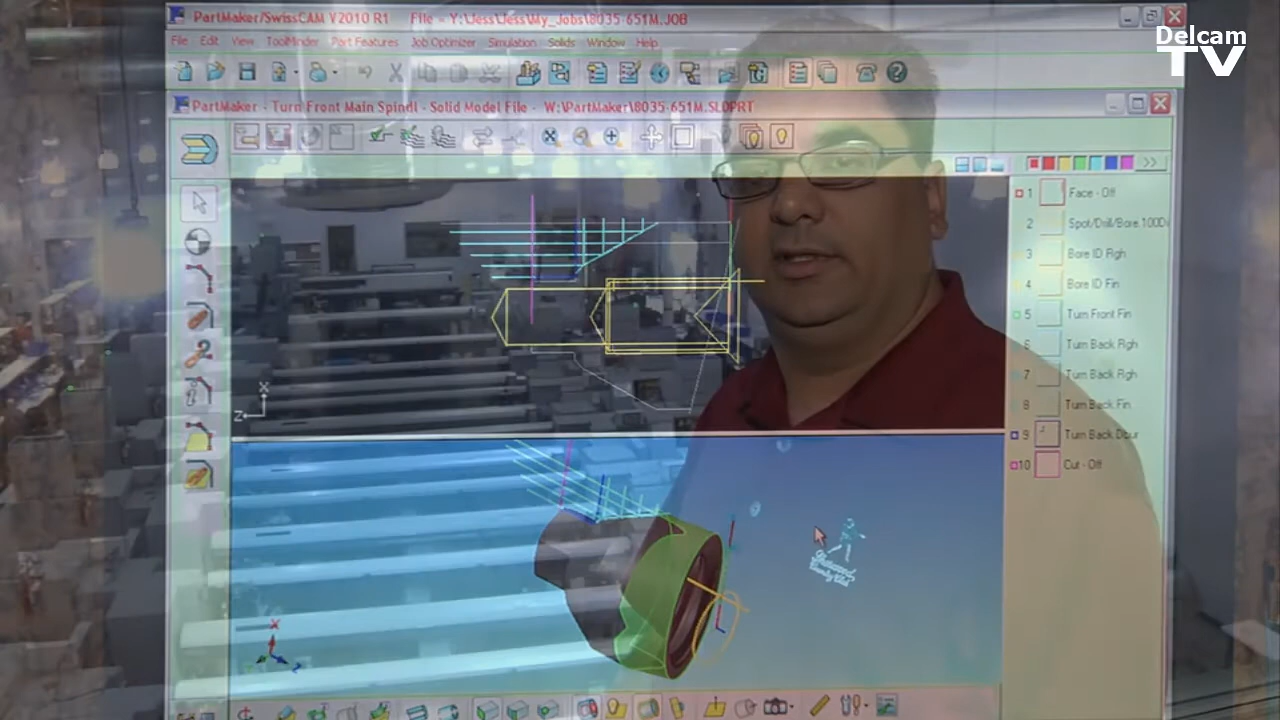 PartMaker/SwissCAM V2010 R1 File = Y:\Jess\Jess\My_Jobs\8035-651M.JOB
Delcam
TV
File Edit View ToolMinder Part Features Job Optimizer Simulation Solids Window Help
PartMaker - Turn Front Main Spindl - Solid Model File - W:\PartMaker\8035-651M.SLDPRT
1 Face - Off
2 Spot/Drill/Bore
3 Bore ID Rgh
4 Bore ID Fin
5 Turn Front Fin
6 Turn Back Rgh
7 Turn Back Rgh
8 Turn Back Fin
9 Turn Back Dbur
10 Cut - Off
X
Z
X
Z